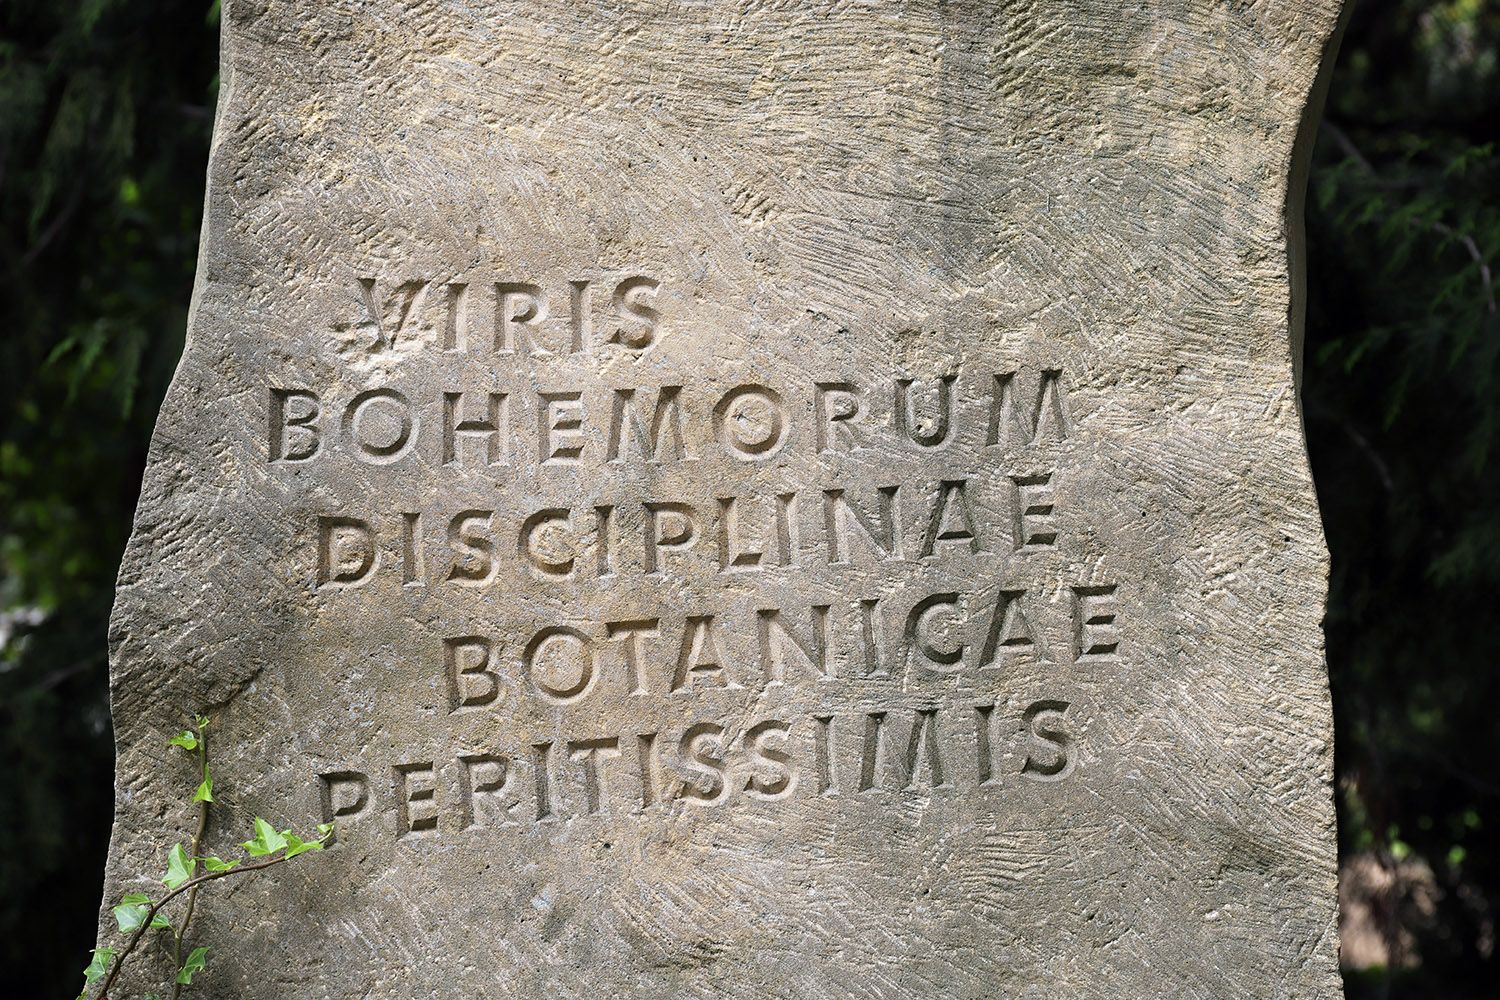 VIRIS
BOHEMORUM
DISCIPLINAE
BOTANICAE
PERITISSIMIS